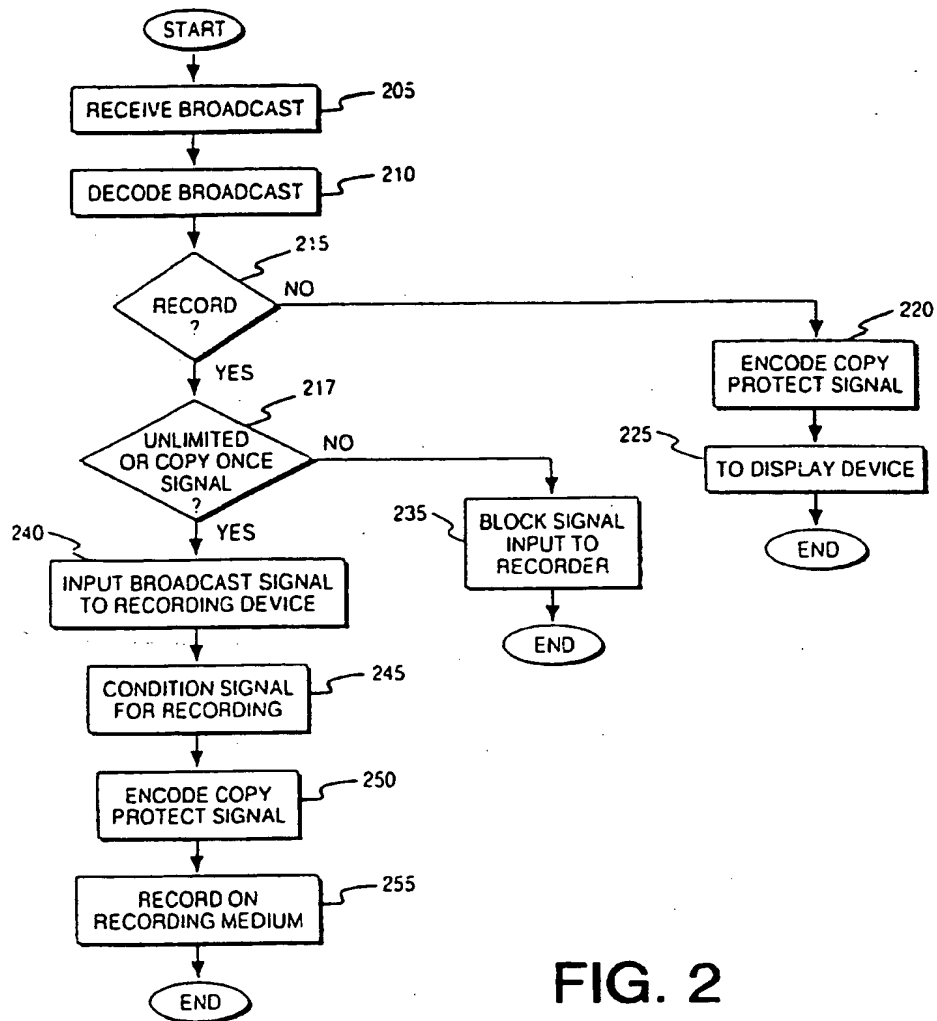 START
RECEIVE BROADCAST
205
DECODE BROADCAST
210
215
RECORD
?
NO
YES
220
ENCODE COPY
PROTECT SIGNAL
225
TO DISPLAY DEVICE
END
217
UNLIMITED
OR COPY ONCE
SIGNAL
?
NO
YES
235
BLOCK SIGNAL
INPUT TO
RECORDER
END
240
INPUT BROADCAST SIGNAL
TO RECORDING DEVICE
CONDITION SIGNAL
FOR RECORDING
245
ENCODE COPY
PROTECT SIGNAL
250
RECORD ON
RECORDING MEDIUM
255
END
FIG. 2